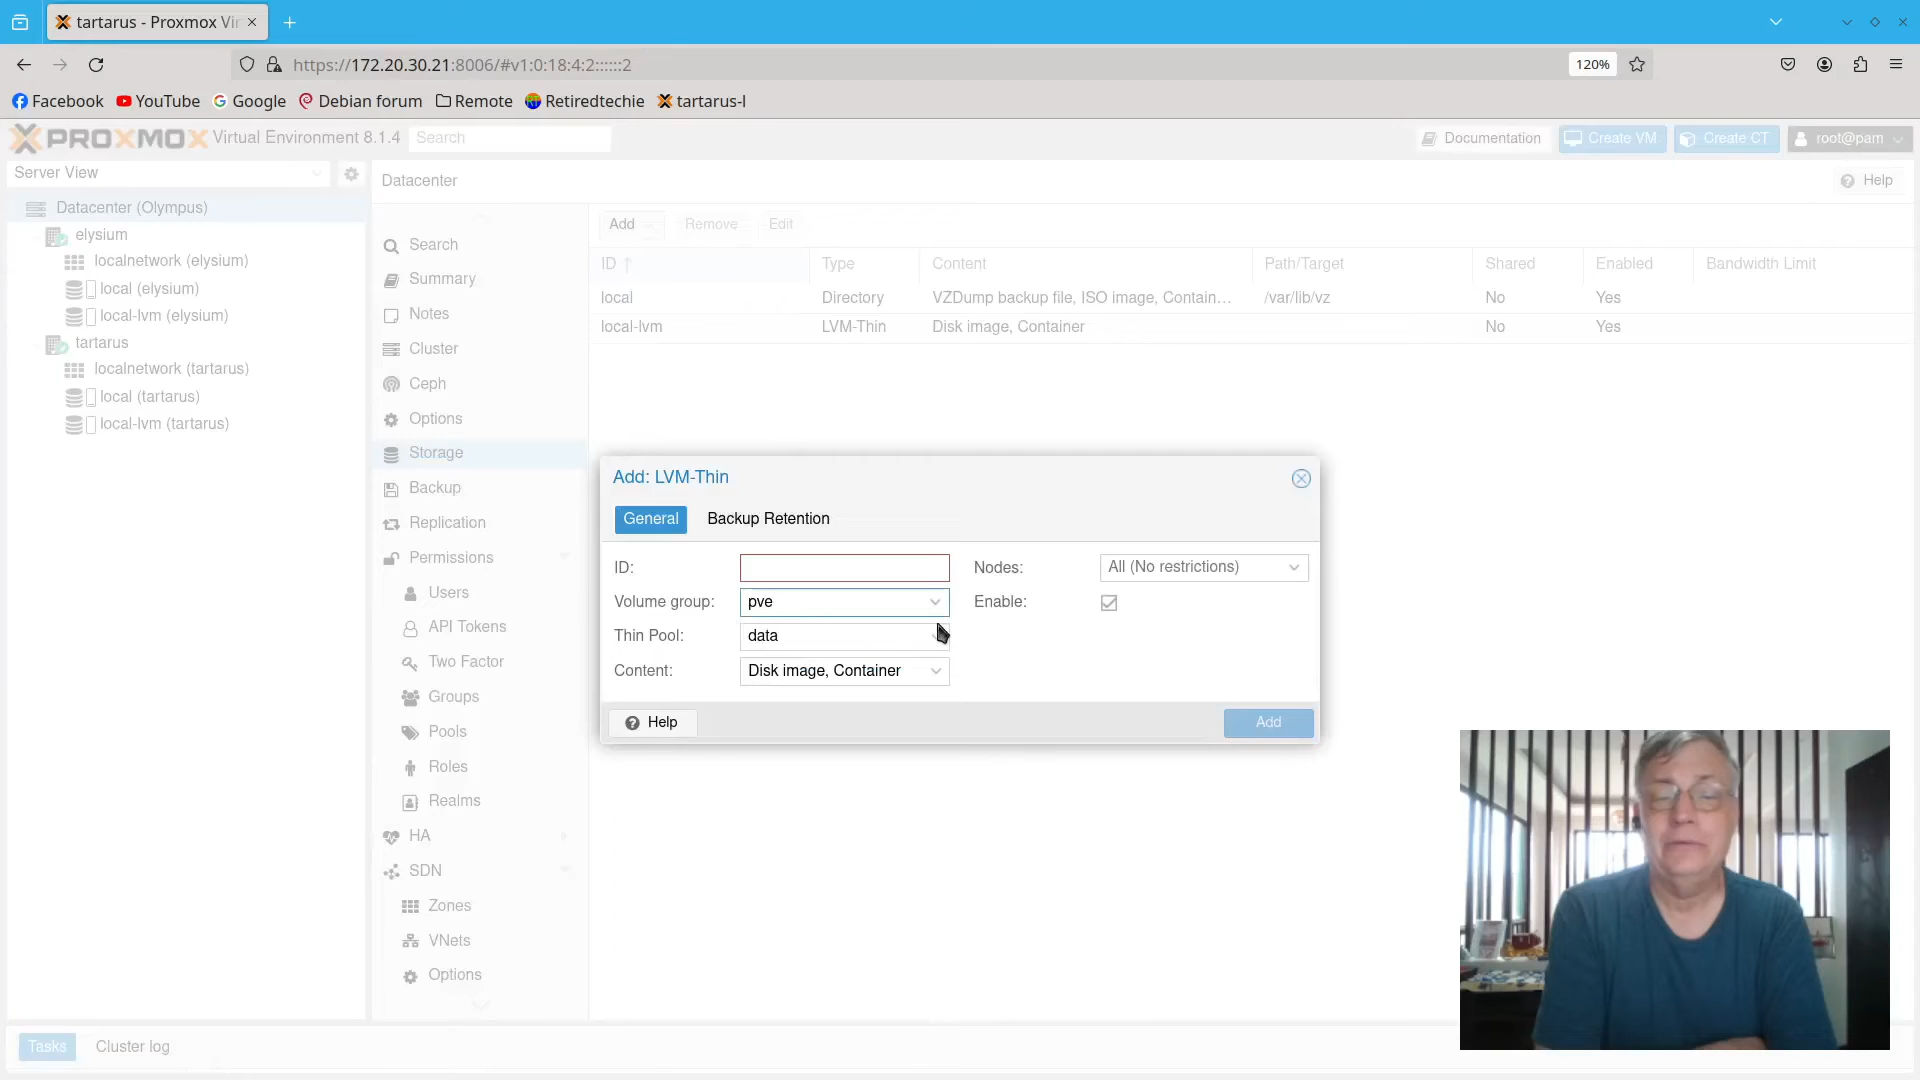 tartarus - Proxmox Vir
https://172.20.30.21:8006/#v1:0:18:4:2::::::2
120%
Facebook YouTube Google Debian forum Remote Retiredtechie tartarus-l
PROXMOX Virtual Environment 8.1.4 Search
Documentation Create VM Create CT root@pam
Server View
Datacenter (Olympus)
elysium
localnetwork (elysium)
local (elysium)
local-lvm (elysium)
tartarus
localnetwork (tartarus)
local (tartarus)
local-lvm (tartarus)
Datacenter
Help
Search
Summary
Notes
Cluster
Ceph
Options
Storage
Backup
Replication
Permissions
Users
API Tokens
Two Factor
Groups
Pools
Roles
Realms
HA
SDN
Zones
VNets
Options
Add Remove Edit
ID Type Content Path/Target Shared Enabled Bandwidth Limit
local Directory VZDump backup file, ISO image, Contain... /var/lib/vz No Yes
local-lvm LVM-Thin Disk image, Container No Yes
Add: LVM-Thin
General Backup Retention
ID: Nodes: All (No restrictions)
Volume group: pve Enable:
Thin Pool: data
Content: Disk image, Container
Help Add
Tasks Cluster log